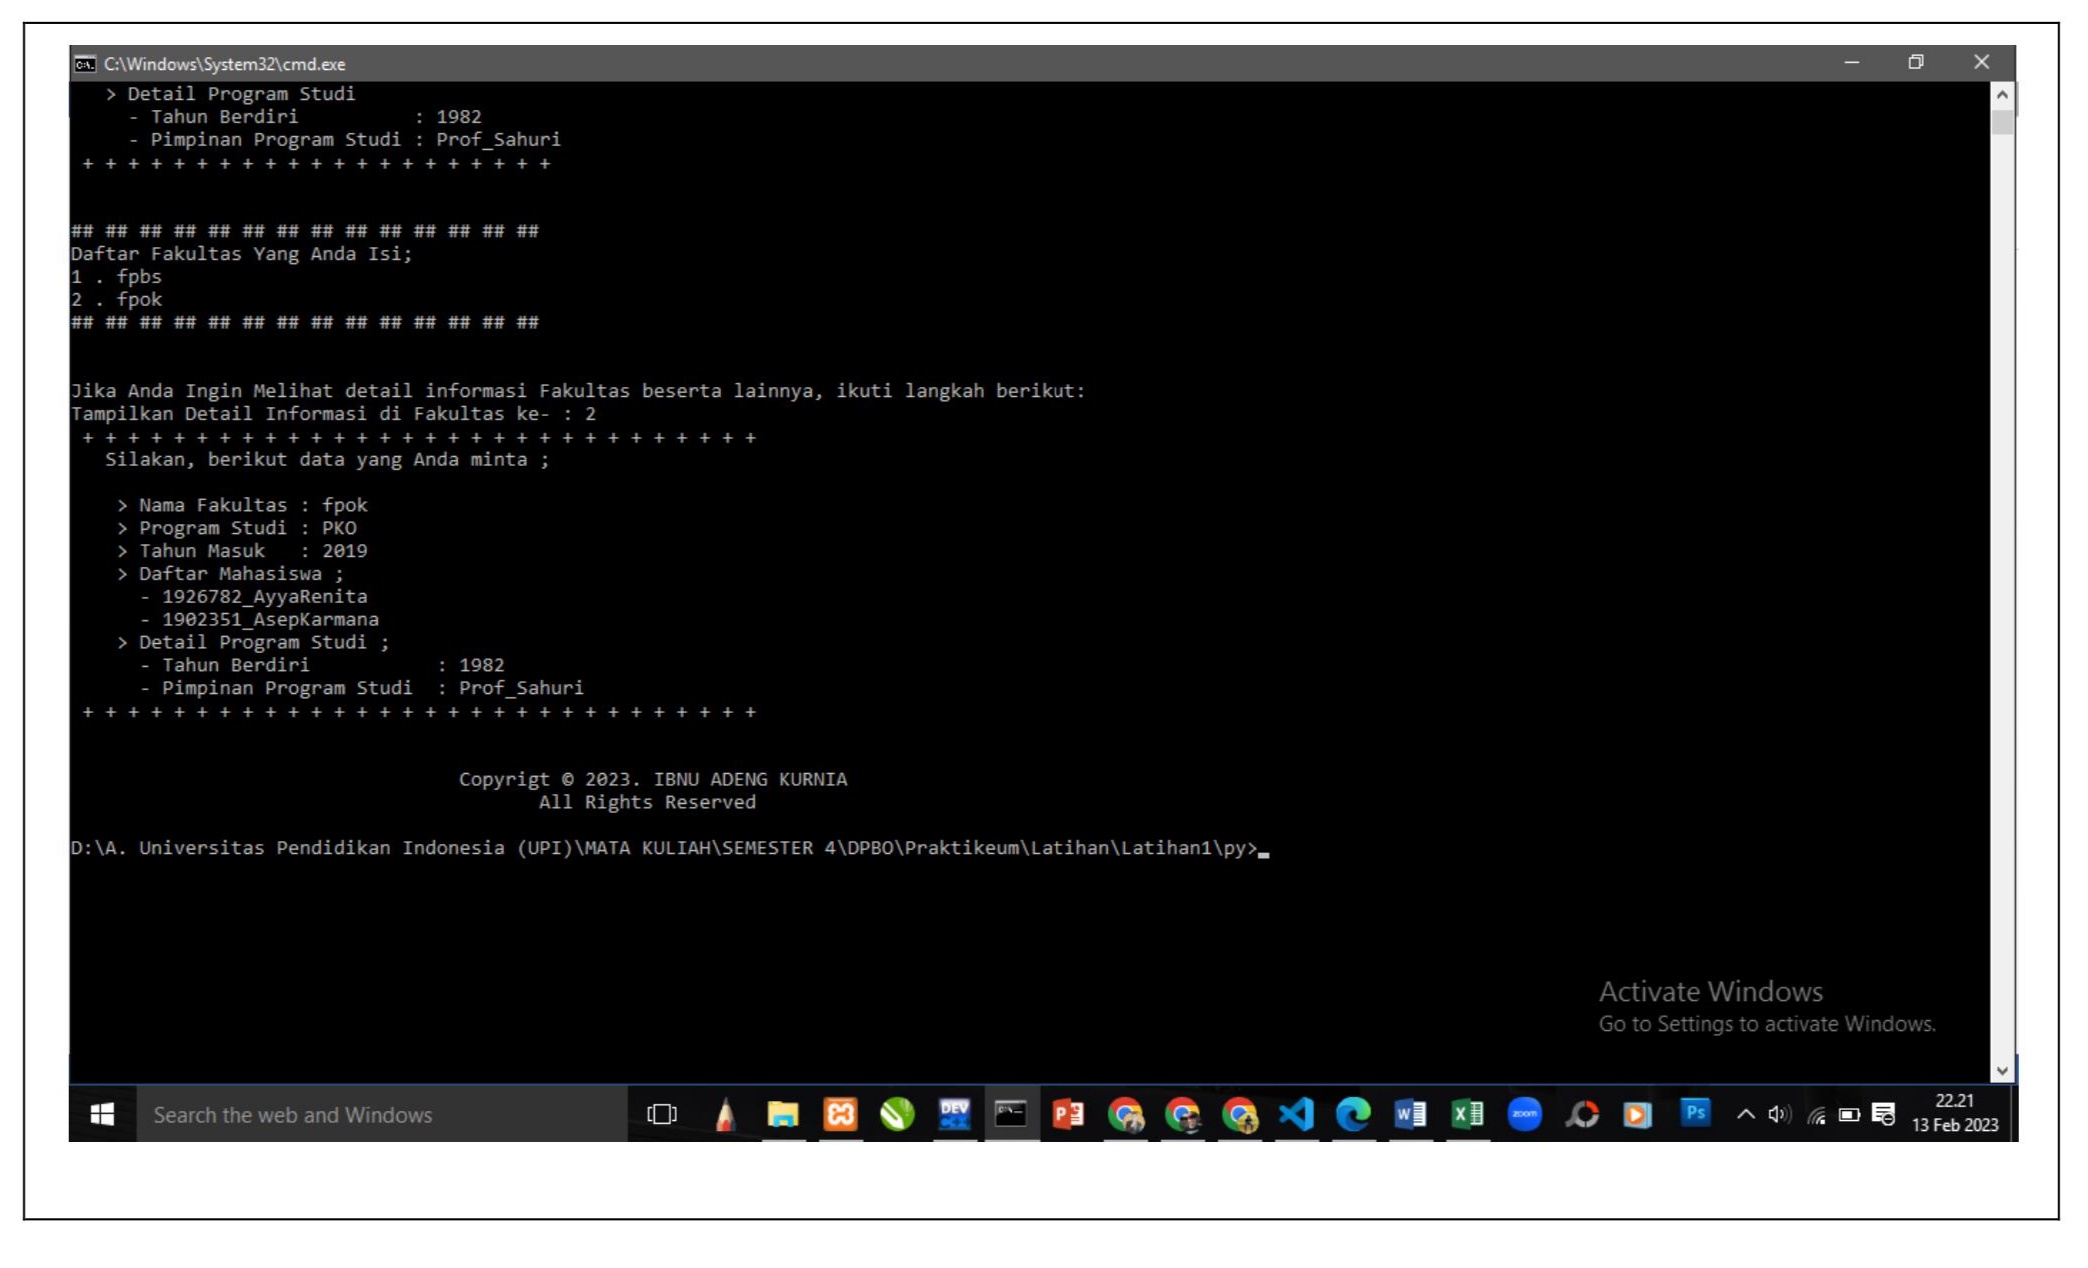 C:\Windows\System32\cmd.exe
> Detail Program Studi
- Tahun Berdiri : 1982
- Pimpinan Program Studi : Prof_Sahuri
+ + + + + + + + + + + + + + + + + + + + +
## ## ## ## ## ## ## ## ## ## ## ## ## ##
Daftar Fakultas Yang Anda Isi;
1 . fpbs
2 . fpok
## ## ## ## ## ## ## ## ## ## ## ## ## ##
Jika Anda Ingin Melihat detail informasi Fakultas beserta lainnya, ikuti langkah berikut:
Tampilkan Detail Informasi di Fakultas ke- : 2
+ + + + + + + + + + + + + + + + + + + + + + + + + + + + + +
Silakan, berikut data yang Anda minta ;
> Nama Fakultas : fpok
> Program Studi : PKO
> Tahun Masuk : 2019
> Daftar Mahasiswa ;
- 1926782_AyyaRenita
- 1902351_AsepKarmana
> Detail Program Studi ;
- Tahun Berdiri : 1982
- Pimpinan Program Studi : Prof_Sahuri
+ + + + + + + + + + + + + + + + + + + + + + + + + + + + + +
Copyrigt © 2023. IBNU ADENG KURNIA
All Rights Reserved
D:\A. Universitas Pendidikan Indonesia (UPI)\MATA KULIAH\SEMESTER 4\DPBO\Praktikeum\Latihan\Latihan1\py>_
Activate Windows
Go to Settings to activate Windows.
Search the web and Windows
DEV
zoom
Ps
22.21
13 Feb 2023